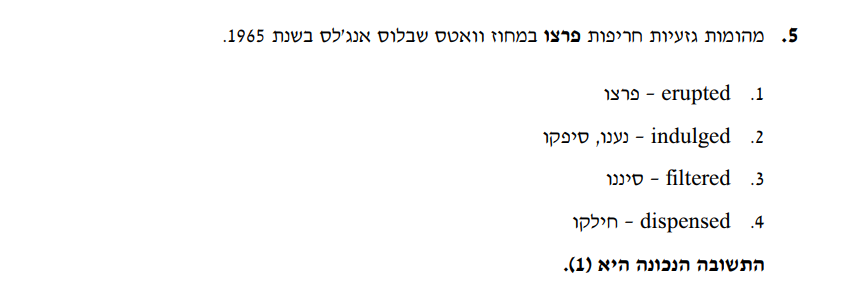 5. מהומות גזעיות חריפות פרצו במחוז וואטס שבלוס אנג'לס בשנת 1965.
1. erupted – פרצו
2. indulged – נענו, סיפקו
3. filtered – סיננו
4. dispensed – חילקו
התשובה הנכונה היא (1).